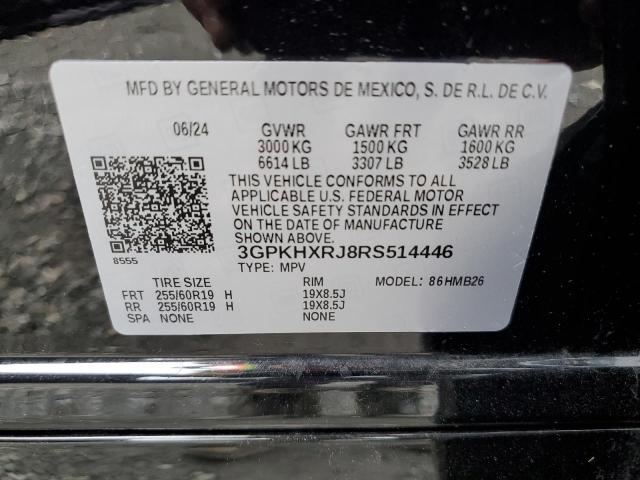 MFD BY GENERAL MOTORS DE MEXICO, S. DE R.L. DE C.V.
06/24 GVWR GAWR FRT GAWR RR
3000 KG 1500 KG 1600 KG
6614 LB 3307 LB 3528 LB
THIS VEHICLE CONFORMS TO ALL
APPLICABLE U.S. FEDERAL MOTOR
VEHICLE SAFETY STANDARDS IN EFFECT
ON THE DATE OF MANUFACTURE
SHOWN ABOVE.
8555 3GPKHXRJ8RS514446
TYPE: MPV MODEL: 86HMB26
TIRE SIZE RIM
FRT 255/60R19 H 19X8.5J
RR 255/60R19 H 19X8.5J
SPA NONE NONE